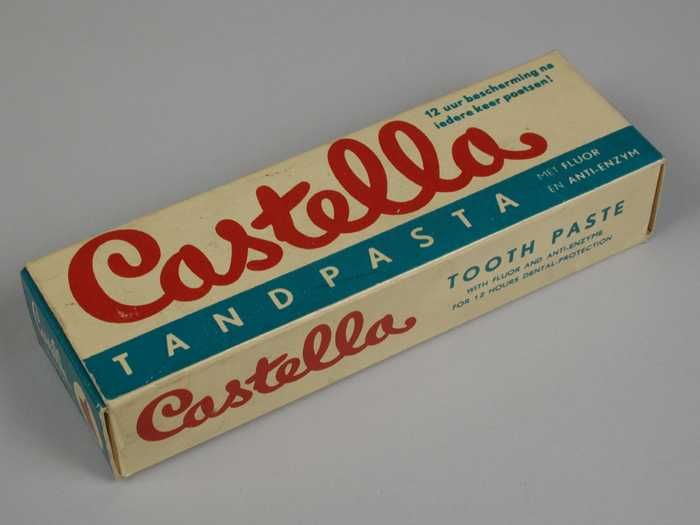 12 uur bescherming na
iedere keer poetsen!
Castella
TANDPASTA
MET FLUOR
EN ANTI-ENZYM
Castella
TOOTH PASTE
WITH FLUOR AND ANTI-ENZYME
FOR 12 HOURS DENTAL-PROTECTION